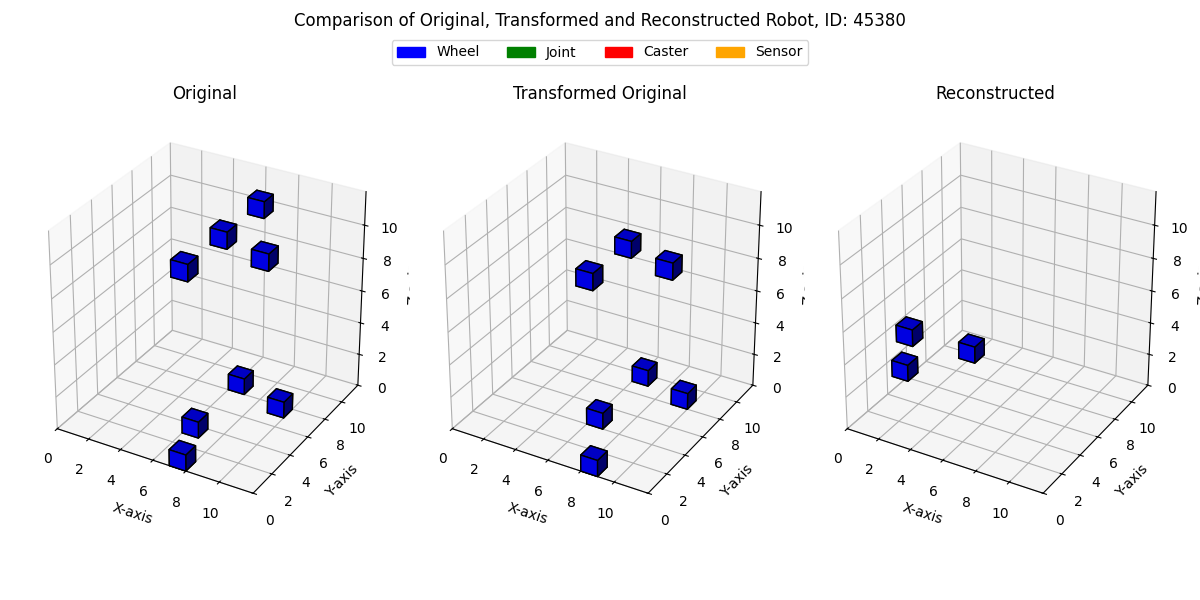 Comparison of Original, Transformed and Reconstructed Robot, ID: 45380
Wheel Joint Caster Sensor
Original Transformed Original Reconstructed
10 10 10
8 8 8
6 6 6
4 4 4
2 2 2
0 0 0
0 2 4 6 8 10 0 2 4 6 8 10 0 2 4 6 8 10
X-axis X-axis X-axis
0 2 4 6 8 10 0 2 4 6 8 10 0 2 4 6 8 10
Y-axis Y-axis Y-axis